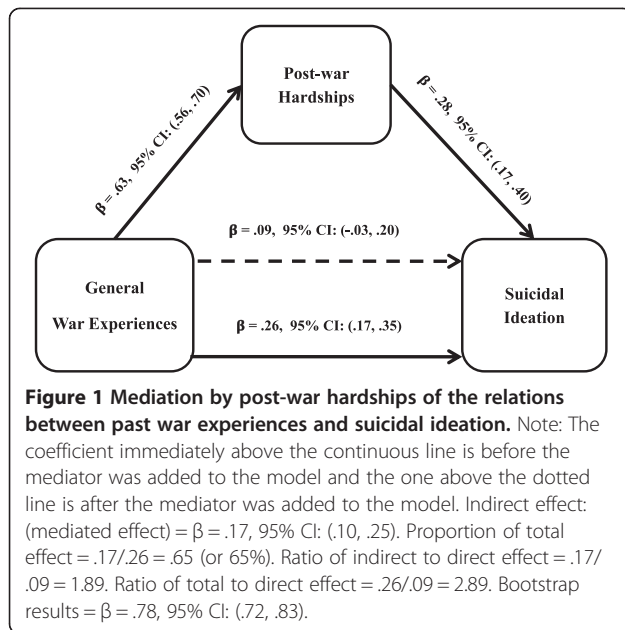 Post-war
Hardships
β = .63, 95% CI: (.56, .70)
β = .28, 95% CI: (.17, .40)
β = .09, 95% CI: (-.03, .20)
General
War Experiences
Suicidal
Ideation
β = .26, 95% CI: (.17, .35)
Figure 1 Mediation by post-war hardships of the relations
between past war experiences and suicidal ideation. Note: The
coefficient immediately above the continuous line is before the
mediator was added to the model and the one above the dotted
line is after the mediator was added to the model. Indirect effect:
(mediated effect) = β = .17, 95% CI: (.10, .25). Proportion of total
effect = .17/.26 = .65 (or 65%). Ratio of indirect to direct effect = .17/
.09 = 1.89. Ratio of total to direct effect = .26/.09 = 2.89. Bootstrap
results = β = .78, 95% CI: (.72, .83).